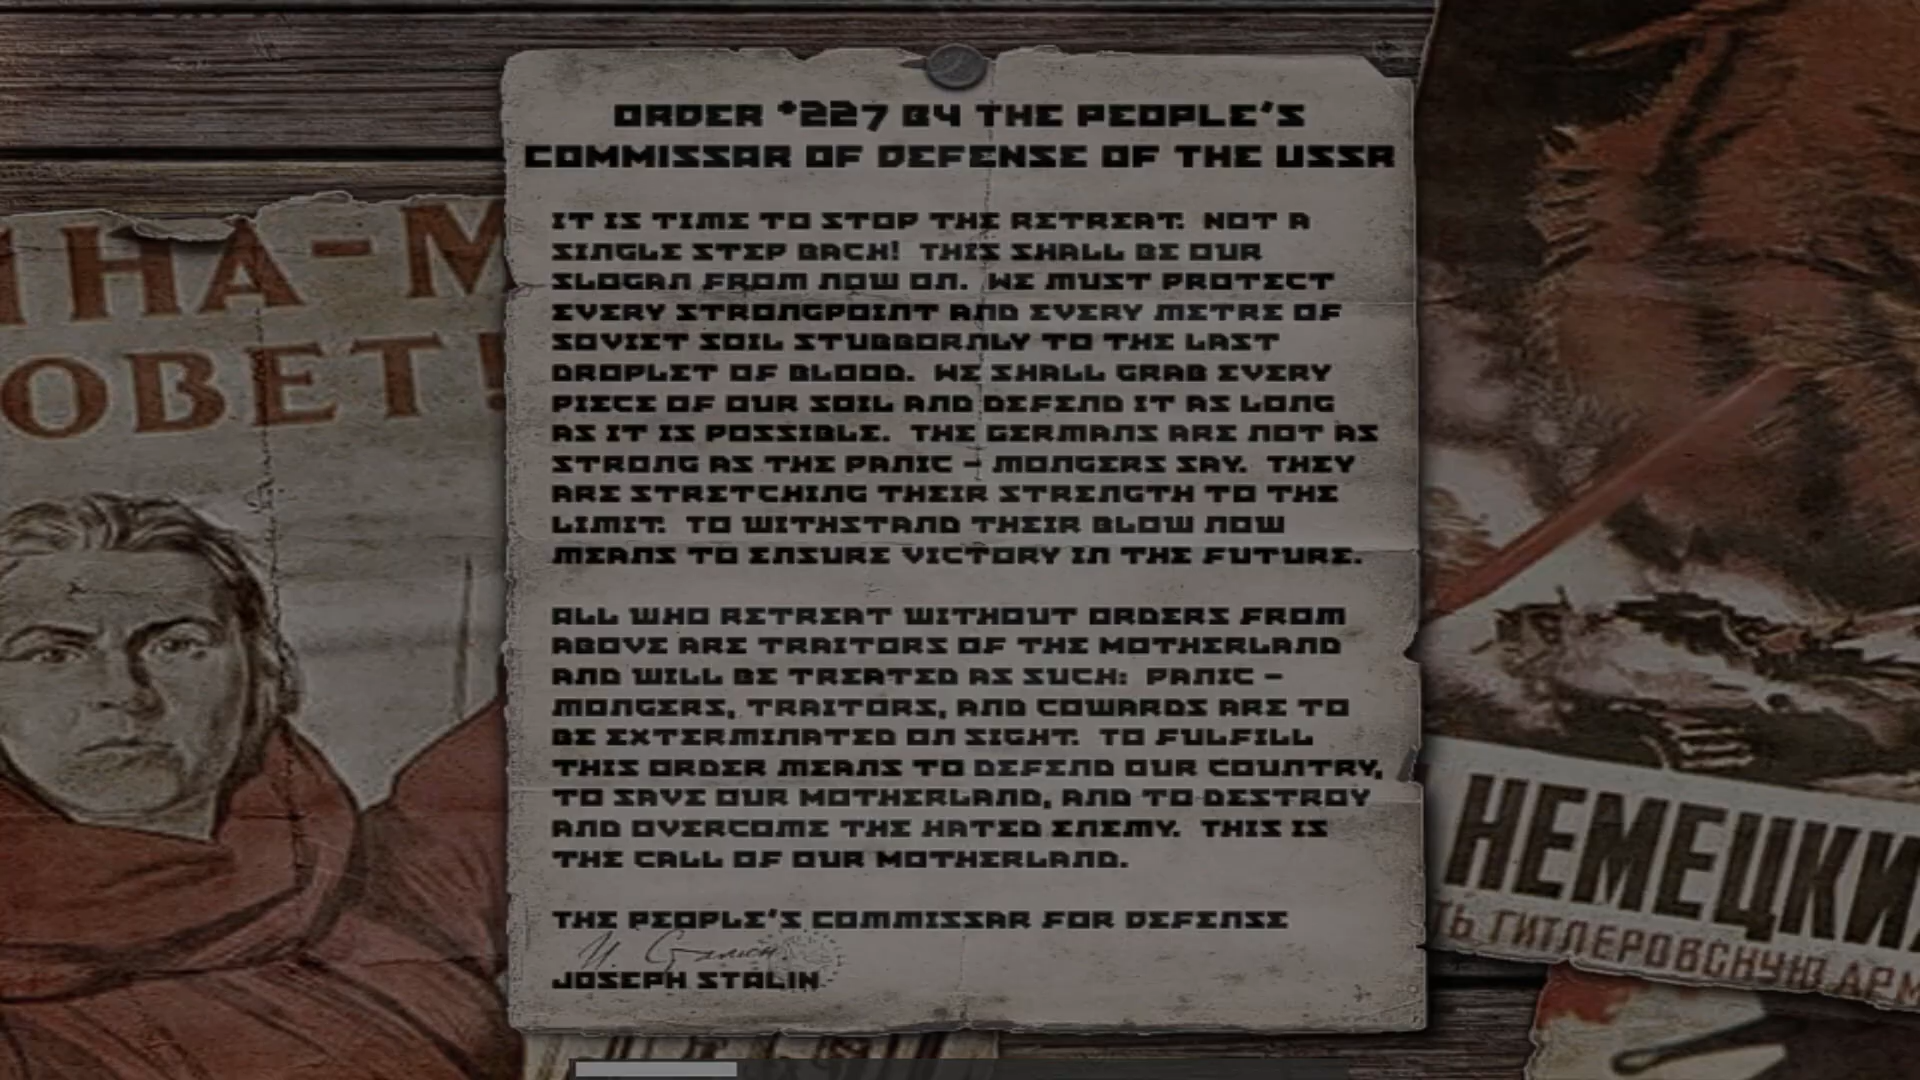 ORDER *227 BY THE PEOPLE'S
COMMISSAR OF DEFENSE OF THE USSR
IT IS TIME TO STOP THE RETREAT. NOT A
SINGLE STEP BACK! THIS SHALL BE OUR
SLOGAN FROM NOW ON. WE MUST PROTECT
EVERY STRONGPOINT AND EVERY METRE OF
SOVIET SOIL STUBBORNLY TO THE LAST
DROPLET OF BLOOD. WE SHALL GRAB EVERY
PIECE OF OUR SOIL AND DEFEND IT AS LONG
AS IT IS POSSIBLE. THE GERMANS ARE NOT AS
STRONG AS THE PANIC - MONGERS SAY. THEY
ARE STRETCHING THEIR STRENGTH TO THE
LIMIT. TO WITHSTAND THEIR BLOW NOW
MEANS TO ENSURE VICTORY IN THE FUTURE.
ALL WHO RETREAT WITHOUT ORDERS FROM
ABOVE ARE TRAITORS OF THE MOTHERLAND
AND WILL BE TREATED AS SUCH: PANIC -
MONGERS, TRAITORS, AND COWARDS ARE TO
BE EXTERMINATED ON SIGHT. TO FULFILL
THIS ORDER MEANS TO DEFEND OUR COUNTRY,
TO SAVE OUR MOTHERLAND, AND TO DESTROY
AND OVERCOME THE HATED ENEMY. THIS IS
THE CALL OF OUR MOTHERLAND.
THE PEOPLE'S COMMISSAR FOR DEFENSE
И. Сталин
JOSEPH STALIN
ИНА-М
ОВЕТ!
НЕМЕЦКИ
ТЬ ГИТЛЕРОВСКУЮ АРМ